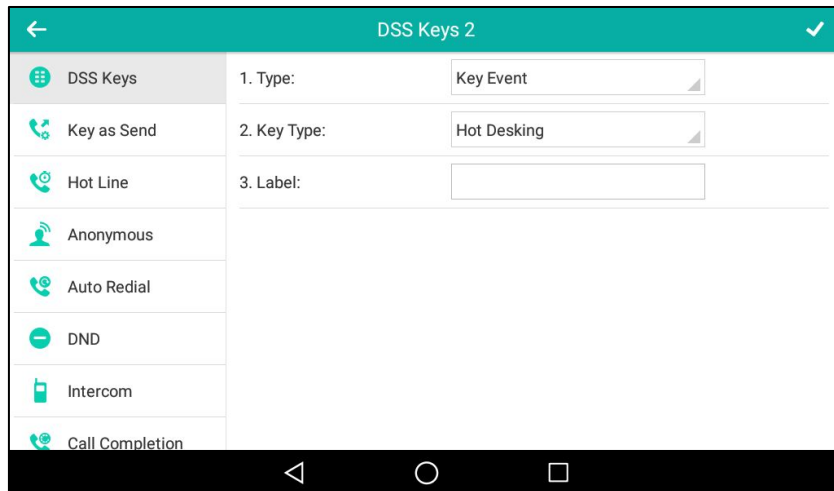 DSS Keys 2
DSS Keys
1. Type:
Key Event
Key as Send
2. Key Type:
Hot Desking
Hot Line
3. Label:
Anonymous
Auto Redial
DND
Intercom
Call Completion